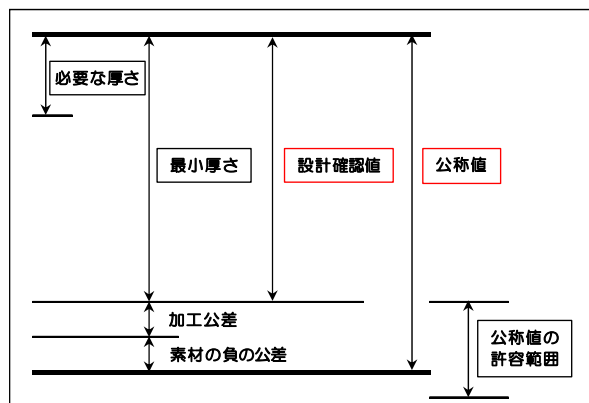 必要な厚さ
最小厚さ
設計確認値
公称値
加工公差
素材の負の公差
公称値の
許容範囲